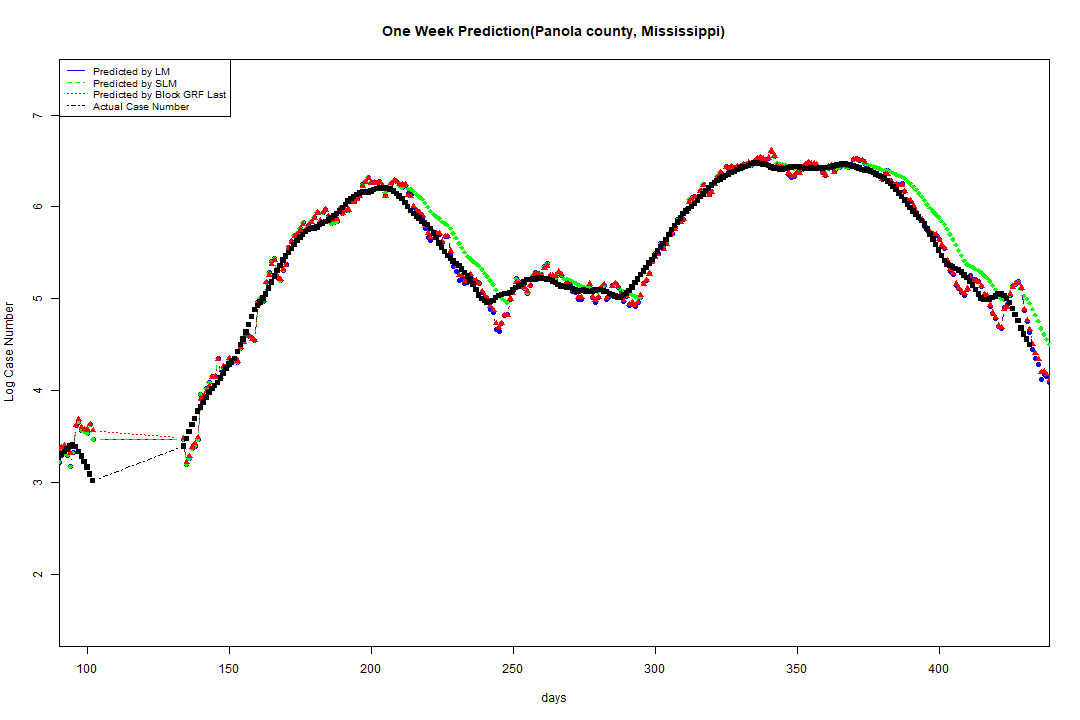 One Week Prediction(Panola county, Mississippi)
Predicted by LM
Predicted by SLM
Predicted by Block GRF Last
Actual Case Number
7
6
5
4
3
2
Log Case Number
100 150 200 250 300 350 400
days